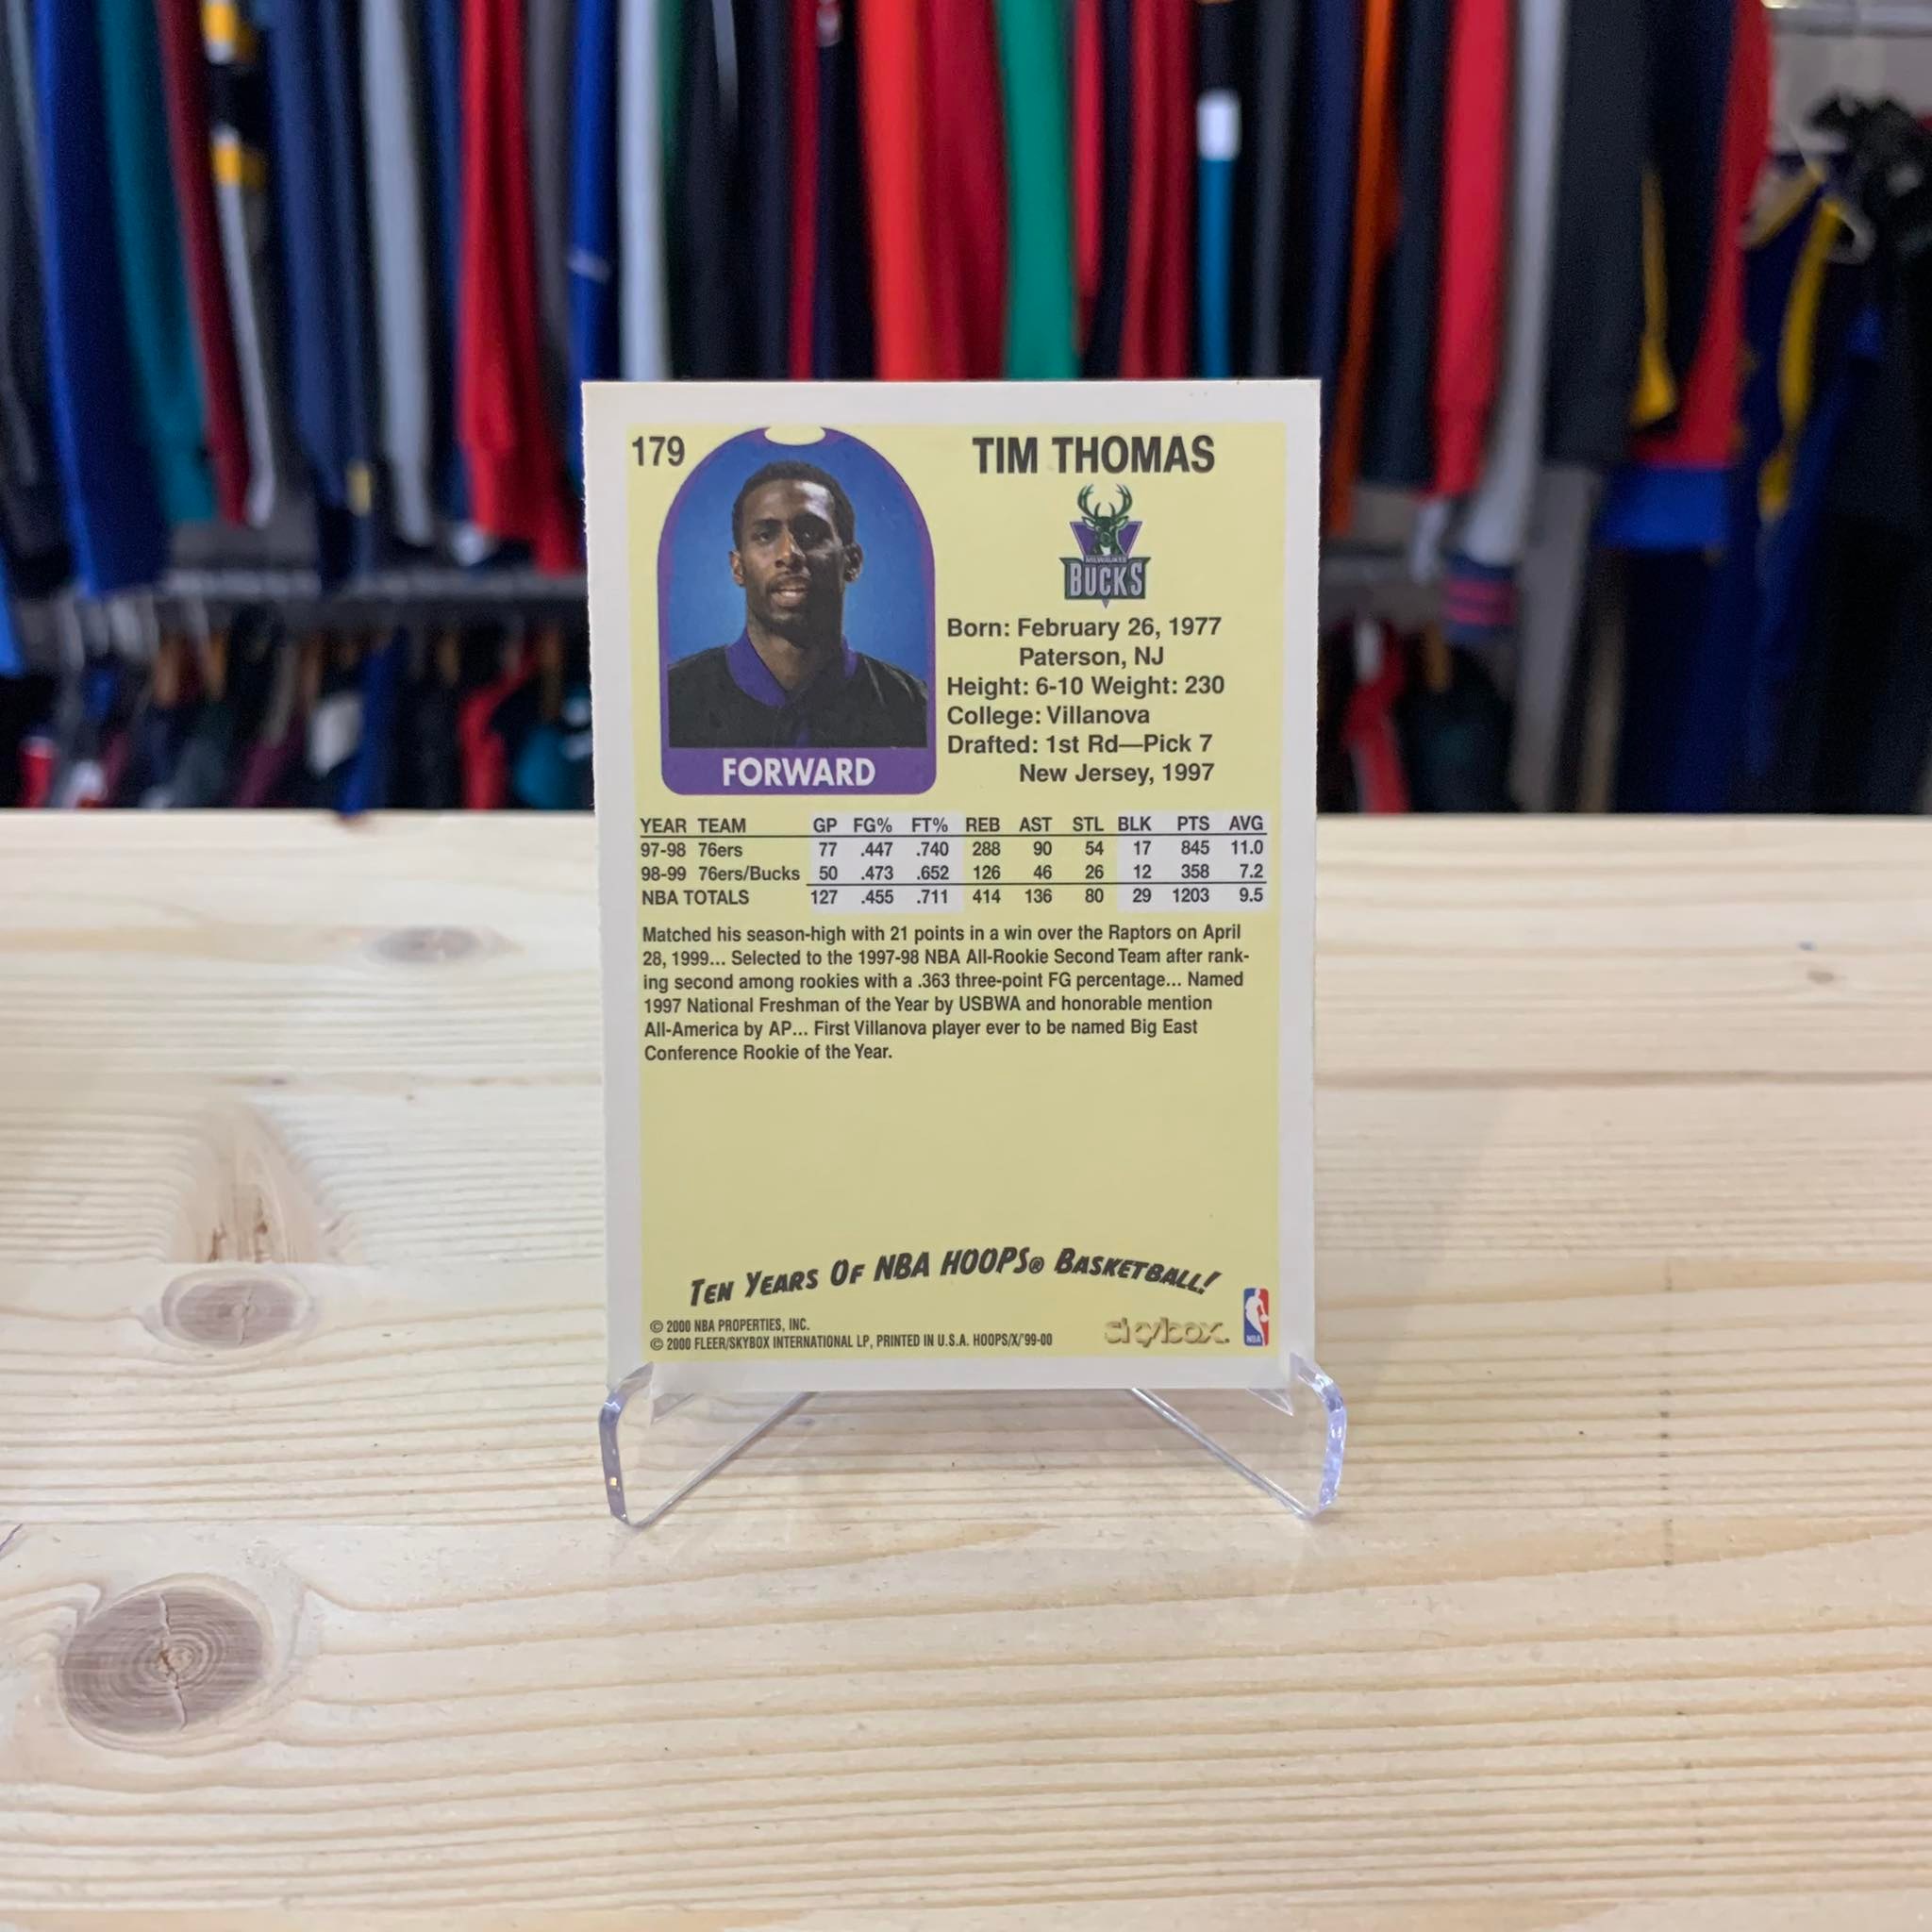 179
TIM THOMAS
MILWAUKEE
BUCKS
Born: February 26, 1977
Paterson, NJ
Height: 6-10 Weight: 230
College: Villanova
Drafted: 1st Rd—Pick 7
New Jersey, 1997
FORWARD
YEAR TEAM GP FG% FT% REB AST STL BLK PTS AVG
97-98 76ers 77 .447 .740 288 90 54 17 845 11.0
98-99 76ers/Bucks 50 .473 .652 126 46 26 12 358 7.2
NBA TOTALS 127 .455 .711 414 136 80 29 1203 9.5
Matched his season-high with 21 points in a win over the Raptors on April
28, 1999... Selected to the 1997-98 NBA All-Rookie Second Team after rank-
ing second among rookies with a .363 three-point FG percentage... Named
1997 National Freshman of the Year by USBWA and honorable mention
All-America by AP... First Villanova player ever to be named Big East
Conference Rookie of the Year.
TEN YEARS OF NBA HOOPS® BASKETBALL!
© 2000 NBA PROPERTIES, INC.
© 2000 FLEER/SKYBOX INTERNATIONAL LP, PRINTED IN U.S.A. HOOPS/X/'99-00
skybox.
NBA